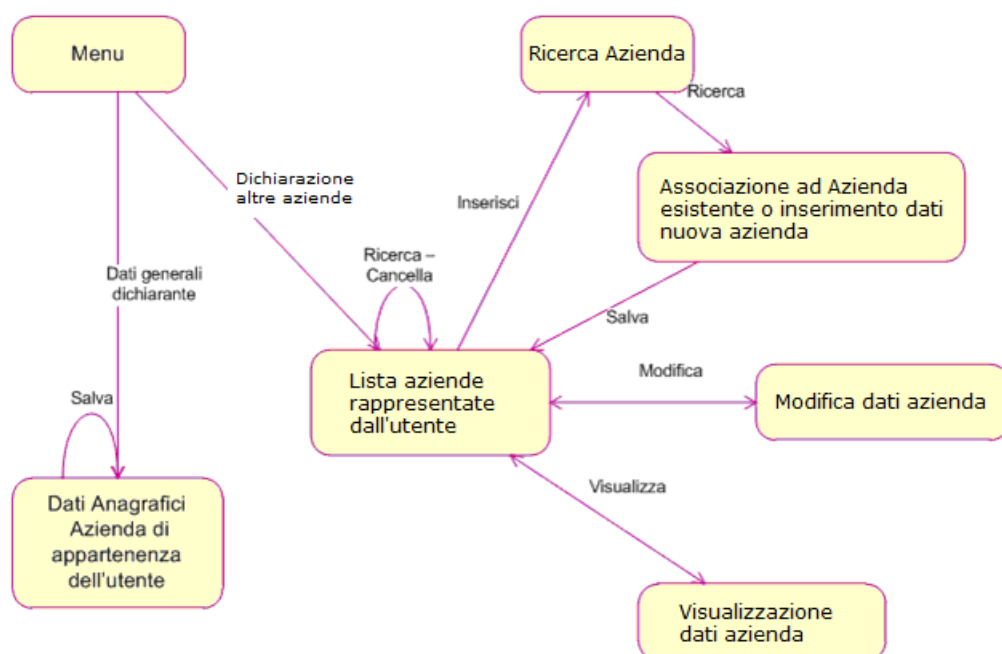 Menu
Ricerca Azienda
Ricerca
Dichiarazione
altre aziende
Associazione ad Azienda
esistente o inserimento dati
nuova azienda
Inserisci
Ricerca –
Cancella
Dati generali
dichiarante
Salva
Lista aziende
rappresentate
dall'utente
Modifica
Modifica dati azienda
Salva
Dati Anagrafici
Azienda di
appartenenza
dell'utente
Visualizza
Visualizzazione
dati azienda